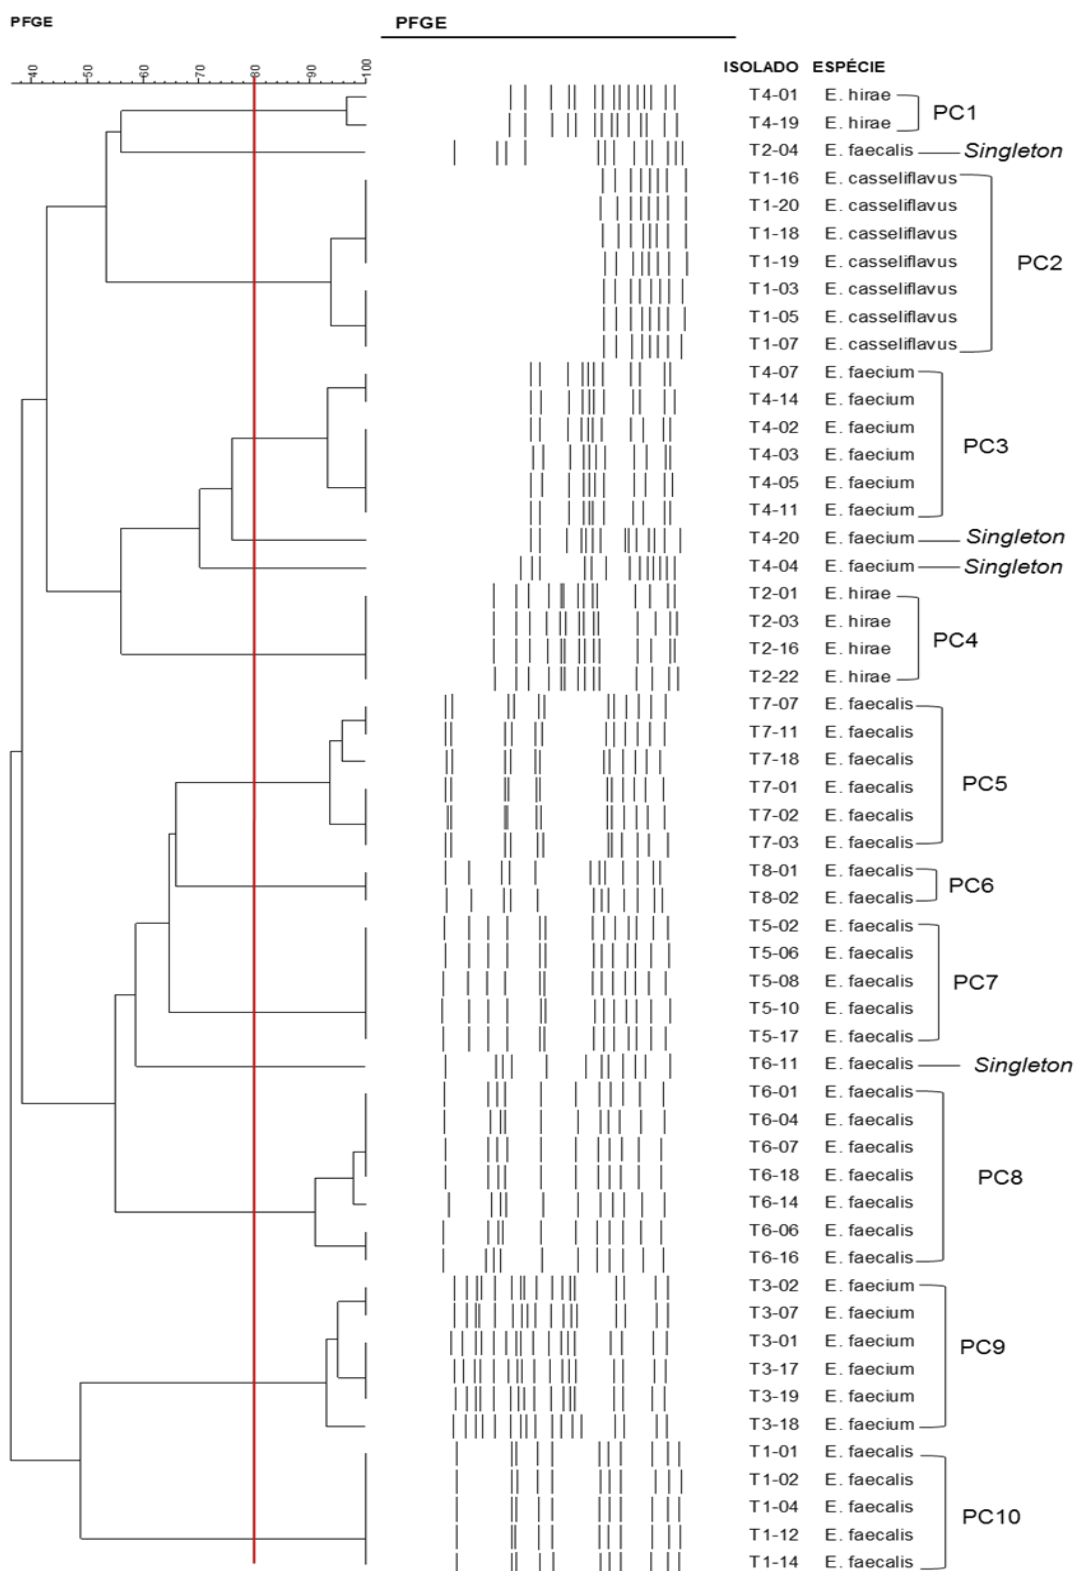 PFGE PFGE
40 50 60 70 80 90 100
ISOLADO ESPÉCIE
T4-01 E. hirae
PC1
T4-19 E. hirae
T2-04 E. faecalis Singleton
T1-16 E. casseliflavus
T1-20 E. casseliflavus
T1-18 E. casseliflavus
T1-19 E. casseliflavus
PC2
T1-03 E. casseliflavus
T1-05 E. casseliflavus
T1-07 E. casseliflavus
T4-07 E. faecium
T4-14 E. faecium
T4-02 E. faecium
PC3
T4-03 E. faecium
T4-05 E. faecium
T4-11 E. faecium
T4-20 E. faecium Singleton
T4-04 E. faecium Singleton
T2-01 E. hirae
T2-03 E. hirae
PC4
T2-16 E. hirae
T2-22 E. hirae
T7-07 E. faecalis
T7-11 E. faecalis
T7-18 E. faecalis
PC5
T7-01 E. faecalis
T7-02 E. faecalis
T7-03 E. faecalis
T8-01 E. faecalis
PC6
T8-02 E. faecalis
T5-02 E. faecalis
T5-06 E. faecalis
T5-08 E. faecalis PC7
T5-10 E. faecalis
T5-17 E. faecalis
T6-11 E. faecalis Singleton
T6-01 E. faecalis
T6-04 E. faecalis
T6-07 E. faecalis
T6-18 E. faecalis PC8
T6-14 E. faecalis
T6-06 E. faecalis
T6-16 E. faecalis
T3-02 E. faecium
T3-07 E. faecium
T3-01 E. faecium PC9
T3-17 E. faecium
T3-19 E. faecium
T3-18 E. faecium
T1-01 E. faecalis
T1-02 E. faecalis
T1-04 E. faecalis PC10
T1-12 E. faecalis
T1-14 E. faecalis